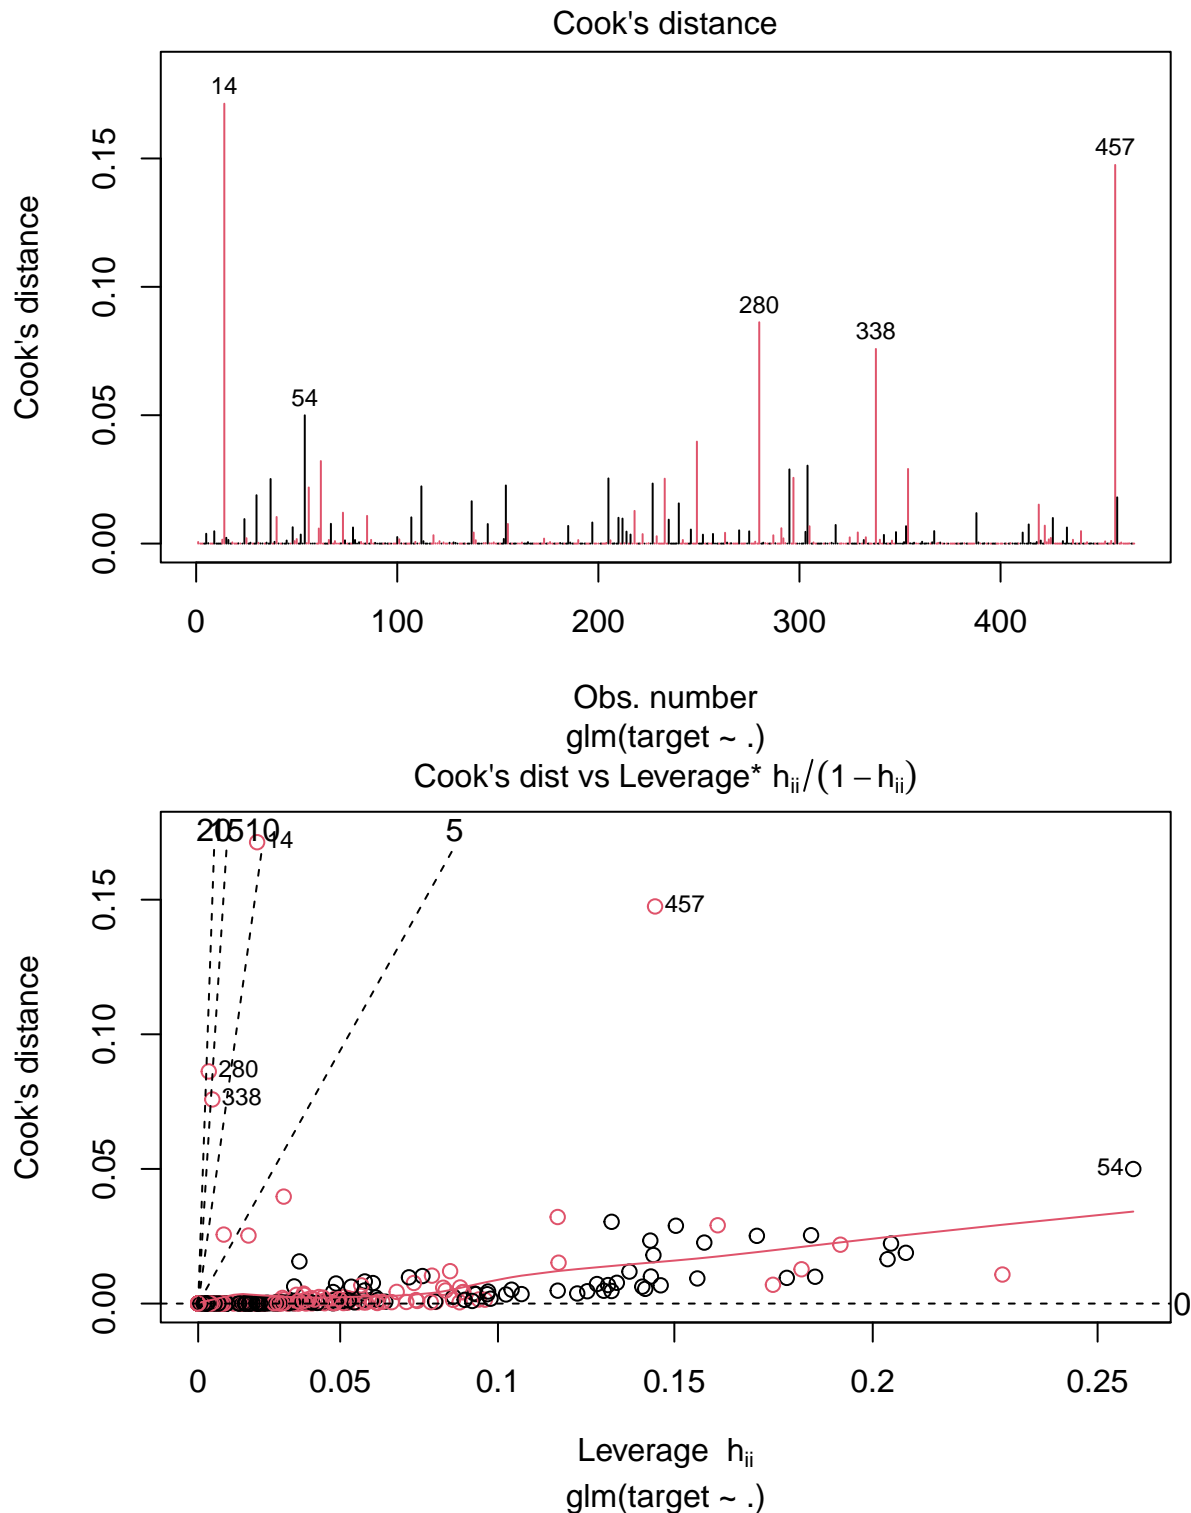 Cook's distance
Cook's distance
0.00 0.05 0.10 0.15
14
54
280
338
457
0 100 200 300 400
Obs. number
glm(target ~ .)
Cook's dist vs Leverage* hᵢᵢ/(1 − hᵢᵢ)
Cook's distance
0.00 0.05 0.10 0.15
20 15 10 5
14
457
280
338
54
0
0 0.05 0.1 0.15 0.2 0.25
Leverage hᵢᵢ
glm(target ~ .)